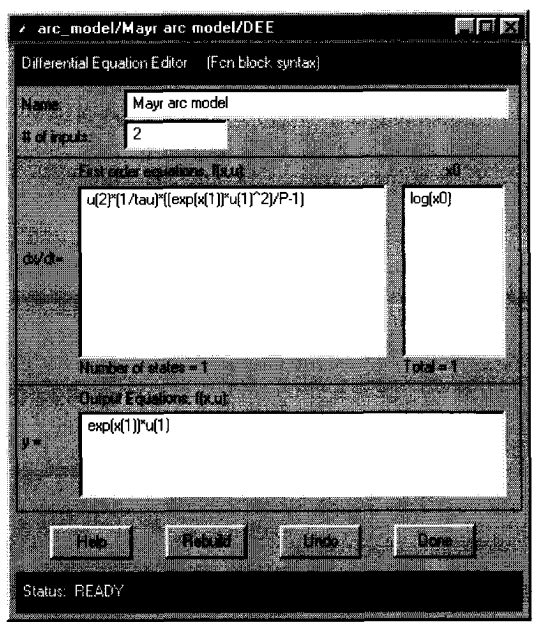 arc_model/Mayr arc model/DEE
Differential Equation Editor (Fcn block syntax)
Name: Mayr arc model
# of inputs: 2
First order equations, f(x,u): x0
u(2)*(1/tau)*((exp(x(1))*u(1)^2)/P-1) log(x0)
dx/dt=
Number of states = 1 Total = 1
Output Equations, f(x,u):
exp(x(1))*u(1)
y =
Help Rebuild Undo Done
Status: READY